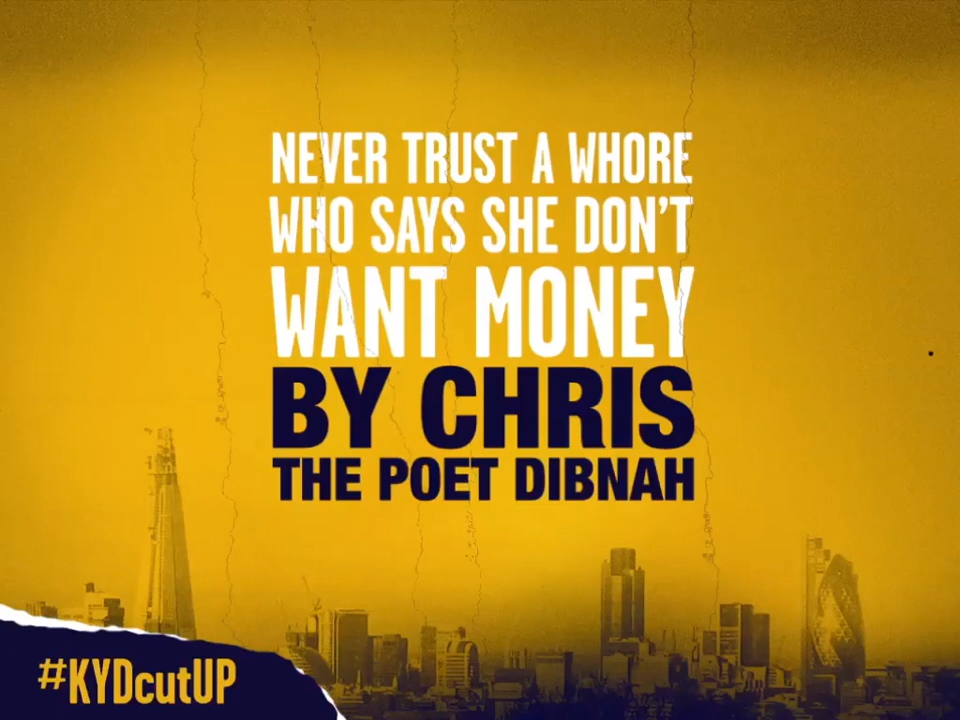 NEVER TRUST A WHORE
WHO SAYS SHE DON'T
WANT MONEY
BY CHRIS
THE POET DIBNAH
#KYDcutUP